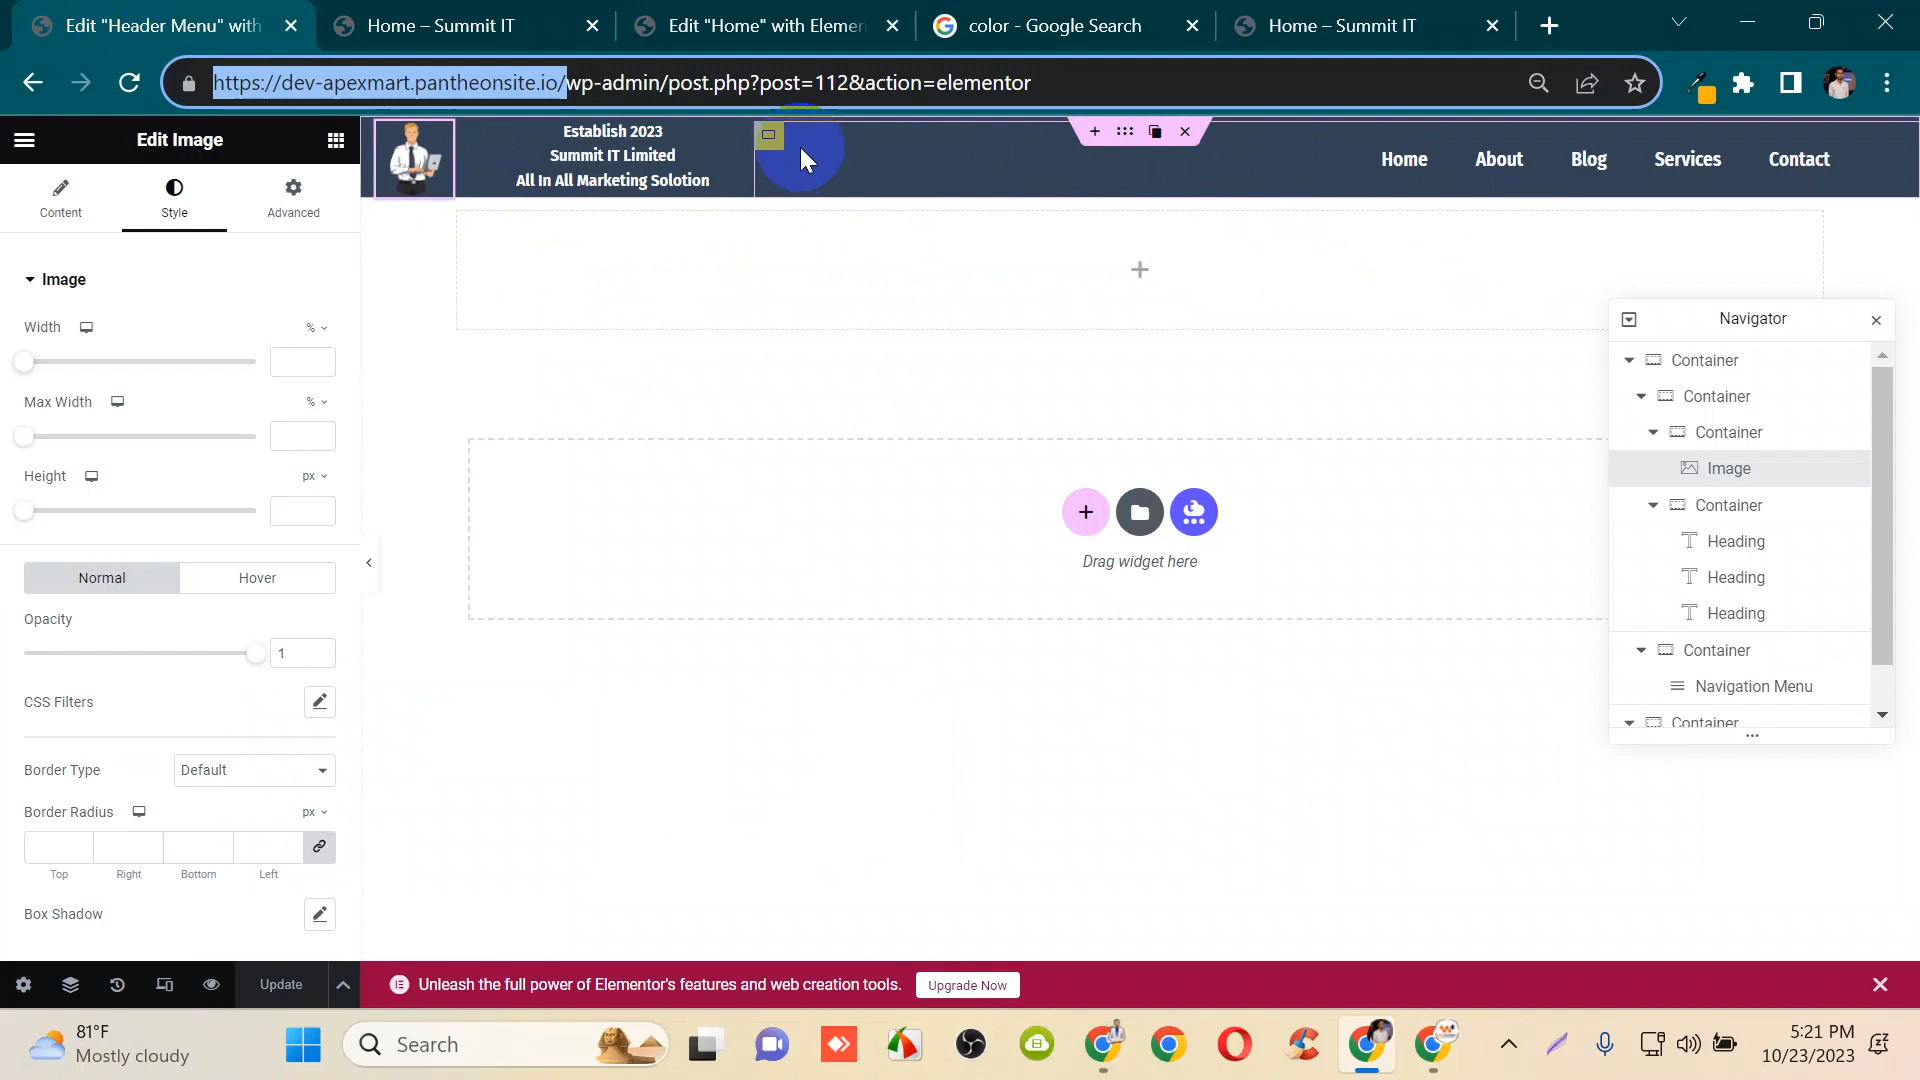 Edit "Header Menu" with
Home – Summit IT
Edit "Home" with Elemen
color - Google Search
Home – Summit IT
https://dev-apexmart.pantheonsite.io/wp-admin/post.php?post=112&action=elementor
Edit Image
Establish 2023
Summit IT Limited
All In All Marketing Solotion
Home
About
Blog
Services
Contact
Content
Style
Advanced
Image
Width
%
Max Width
%
Height
px
Normal
Hover
Opacity
1
CSS Filters
Border Type
Default
Border Radius
px
Top
Right
Bottom
Left
Box Shadow
Drag widget here
Navigator
Container
Container
Container
Image
Container
Heading
Heading
Heading
Container
Navigation Menu
Container
Update
Unleash the full power of Elementor's features and web creation tools.
Upgrade Now
81°F
Mostly cloudy
Search
5:21 PM
10/23/2023